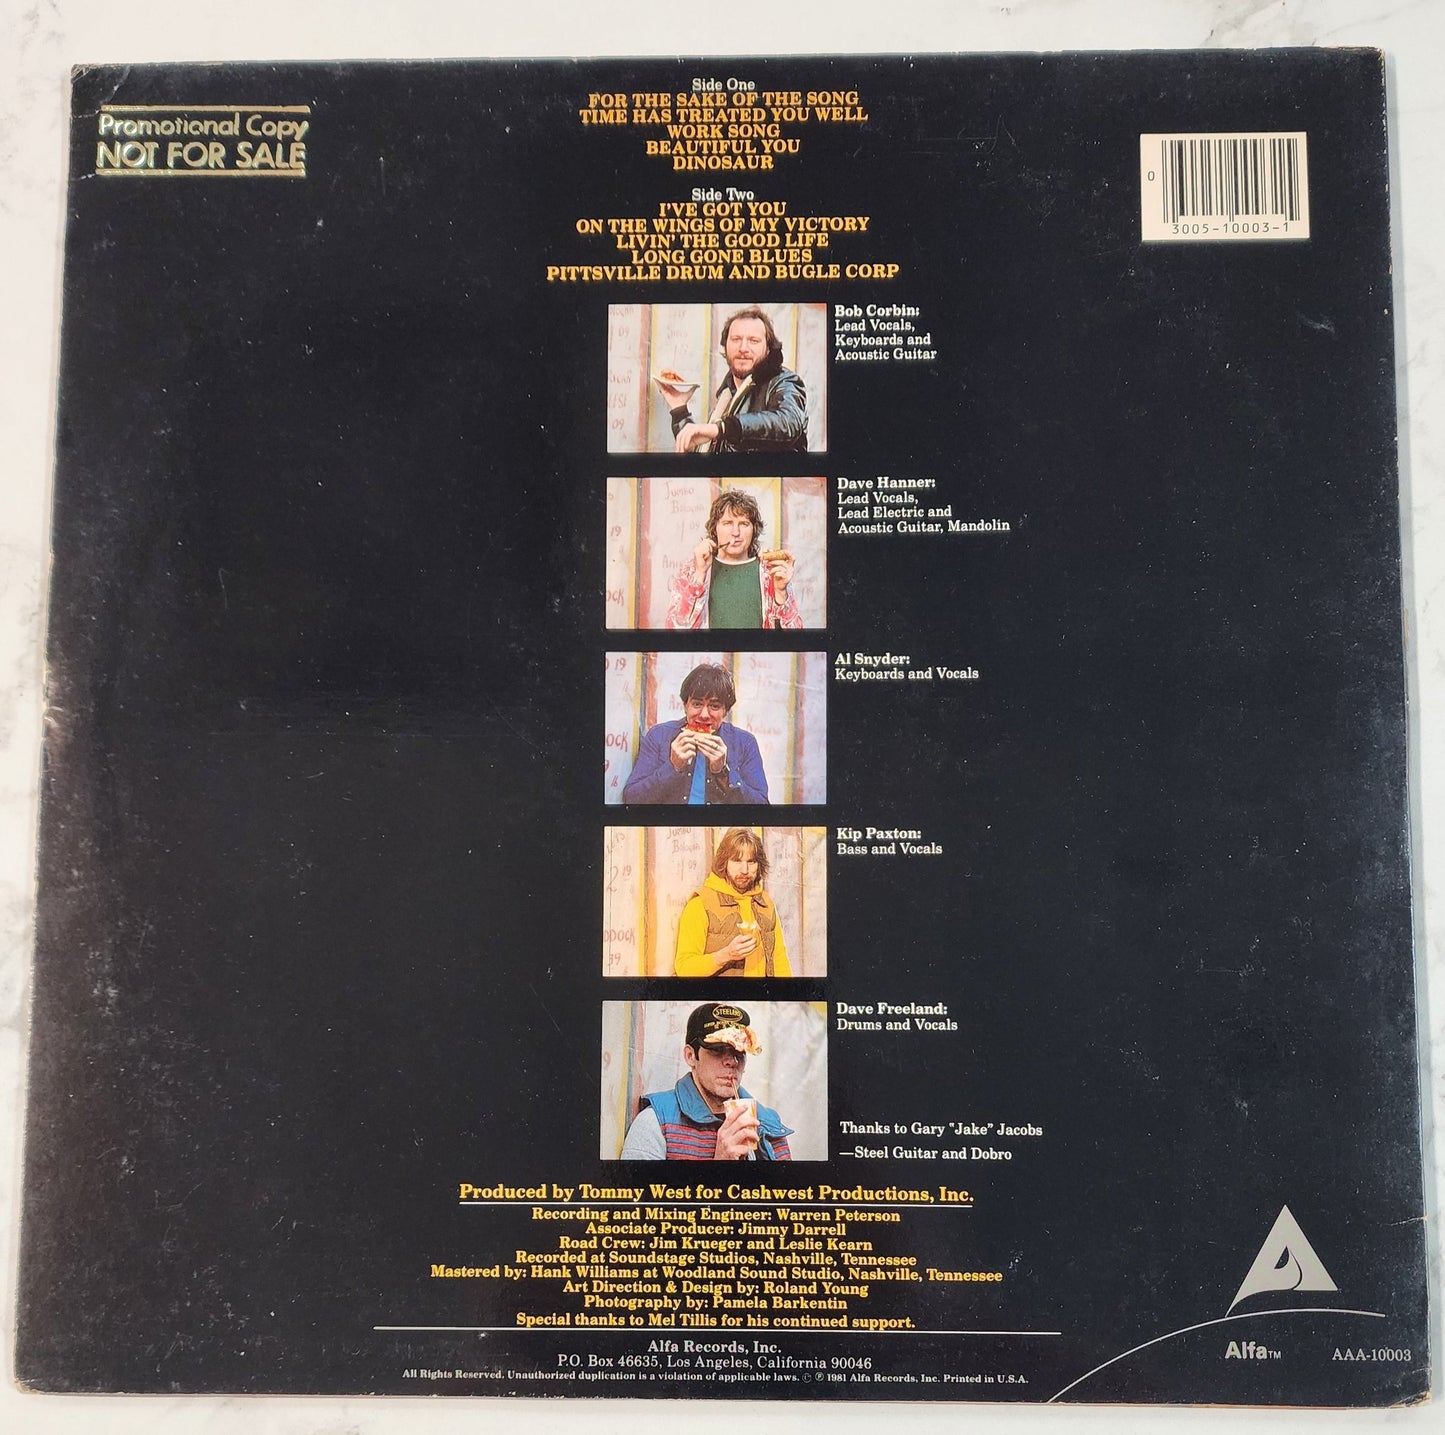 Promotional Copy
NOT FOR SALE
Side One
FOR THE SAKE OF THE SONG
TIME HAS TREATED YOU WELL
WORK SONG
BEAUTIFUL YOU
DINOSAUR
Side Two
I'VE GOT YOU
ON THE WINGS OF MY VICTORY
LIVIN' THE GOOD LIFE
LONG GONE BLUES
PITTSVILLE DRUM AND BUGLE CORP
0
3005-10003-1
Bob Corbin:
Lead Vocals,
Keyboards and
Acoustic Guitar
Jumbo
Bologna
Dave Hanner:
Lead Vocals,
Lead Electric and
Acoustic Guitar, Mandolin
Al Snyder:
Keyboards and Vocals
Kip Paxton:
Bass and Vocals
STEELERS
Dave Freeland:
Drums and Vocals
Thanks to Gary "Jake" Jacobs
—Steel Guitar and Dobro
Produced by Tommy West for Cashwest Productions, Inc.
Recording and Mixing Engineer: Warren Peterson
Associate Producer: Jimmy Darrell
Road Crew: Jim Krueger and Leslie Kearn
Recorded at Soundstage Studios, Nashville, Tennessee
Mastered by: Hank Williams at Woodland Sound Studio, Nashville, Tennessee
Art Direction & Design by: Roland Young
Photography by: Pamela Barkentin
Special thanks to Mel Tillis for his continued support.
Alfa Records, Inc.
P.O. Box 46635, Los Angeles, California 90046
All Rights Reserved. Unauthorized duplication is a violation of applicable laws. © ℗ 1981 Alfa Records, Inc. Printed in U.S.A.
Alfa™
AAA-10003